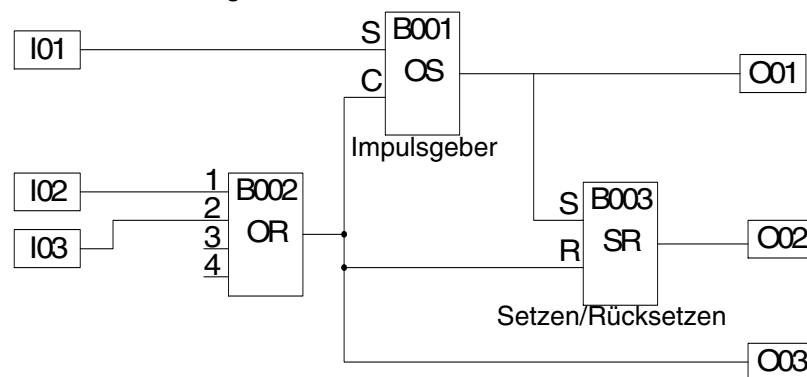 g
I01
S
B001
OS
C
Impulsgeber
O01
I02
1
B002
2
OR
I03
3
4
S
B003
R
SR
O02
Setzen/Rücksetzen
O03